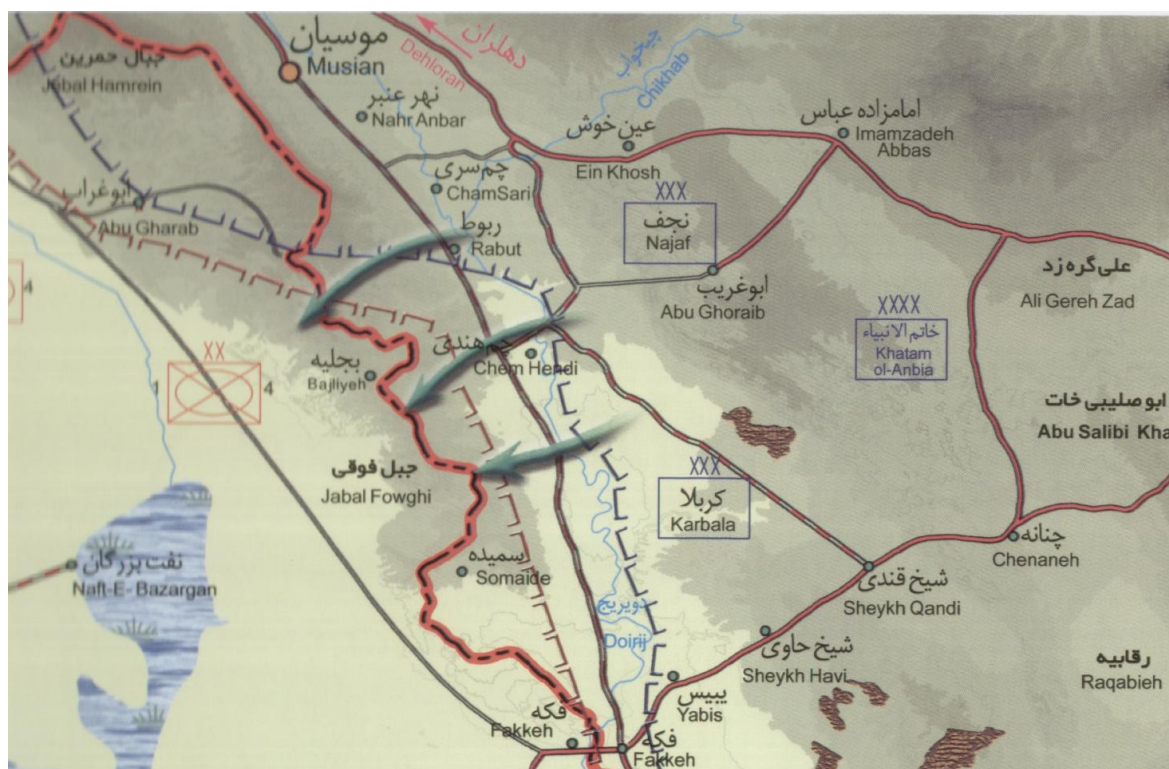 جبال حمرین
Jebal Hamrein
موسیان
Musian
دهلران
Dehloran
چیخواب
Chikhab
نهر عنبر
Nahr Anbar
عین خوش
Ein Khosh
امامزاده عباس
Imamzadeh
Abbas
چم سری
ChamSari
ابوغراب
Abu Gharab
ربوط
Rabut
XXX
نجف
Najaf
ابوغریب
Abu Ghoraib
علی گره زد
Ali Gereh Zad
XXXX
خاتم الانبیاء
Khatam
ol-Anbia
4
XX
1
4
بجلیه
Bajliyeh
چم هندی
Chem Hendi
ابوصلیبی خات
Abu Salibi Kha
جبل فوقی
Jabal Fowghi
XXX
کربلا
Karbala
چنانه
Chenaneh
نفت بزرگان
Naft-E-Bazargan
سمیده
Somaide
شیخ قندی
Sheykh Qandi
دویریج
Doirij
شیخ حاوی
Sheykh Havi
رقابیه
Raqabieh
یبیس
Yabis
فکه
Fakkeh
فکه
Fakkeh